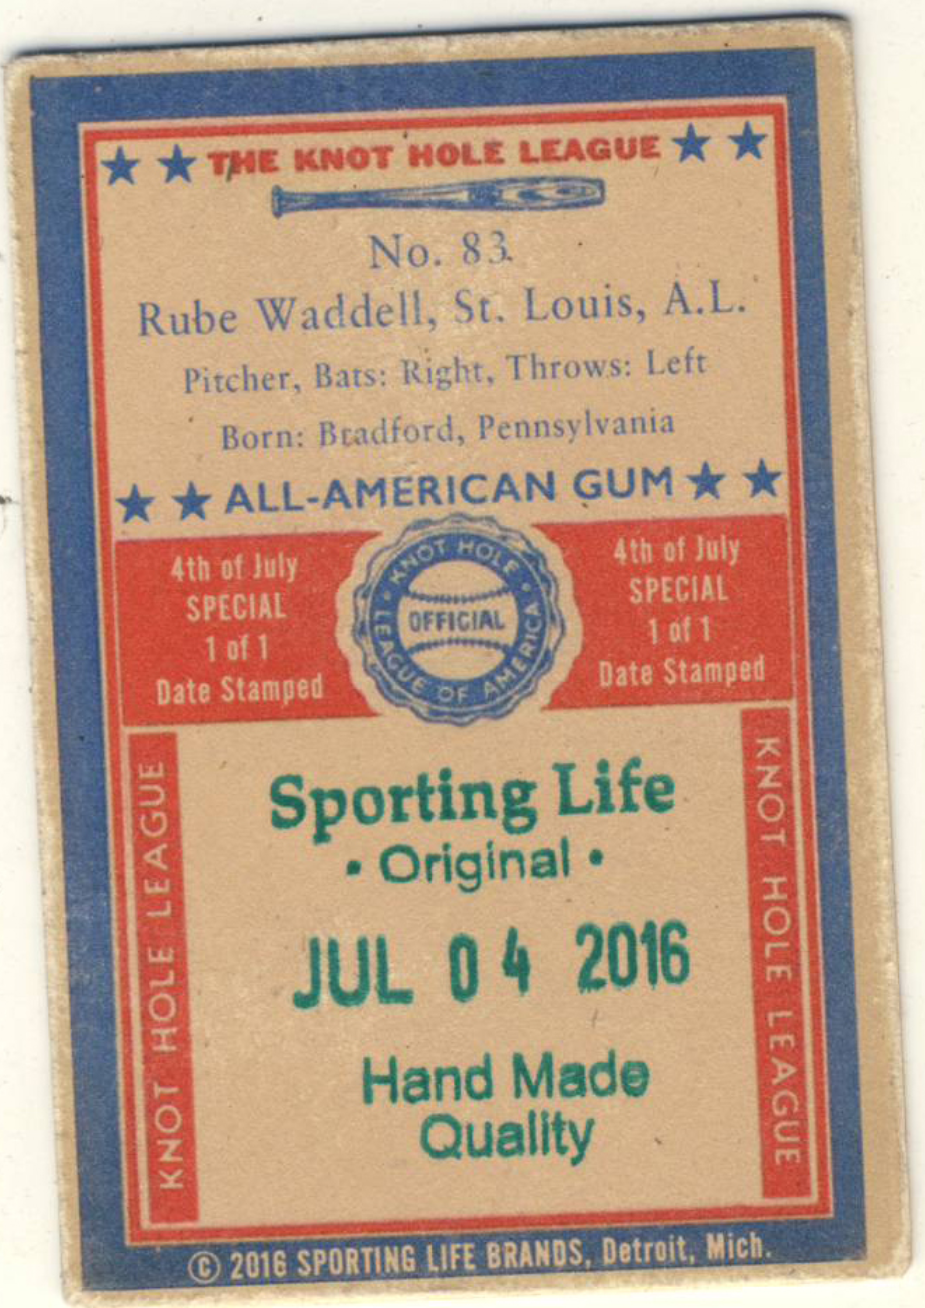 THE KNOT HOLE LEAGUE
No. 83.
Rube Waddell, St. Louis, A.L.
Pitcher, Bats: Right, Throws: Left
Born: Bradford, Pennsylvania
ALL-AMERICAN GUM
4th of July
SPECIAL
1 of 1
Date Stamped
KNOT HOLE
LEAGUE OF AMERICA
OFFICIAL
4th of July
SPECIAL
1 of 1
Date Stamped
KNOT HOLE LEAGUE
Sporting Life
• Original •
JUL 04 2016
Hand Made
Quality
KNOT HOLE LEAGUE
© 2016 SPORTING LIFE BRANDS, Detroit, Mich.